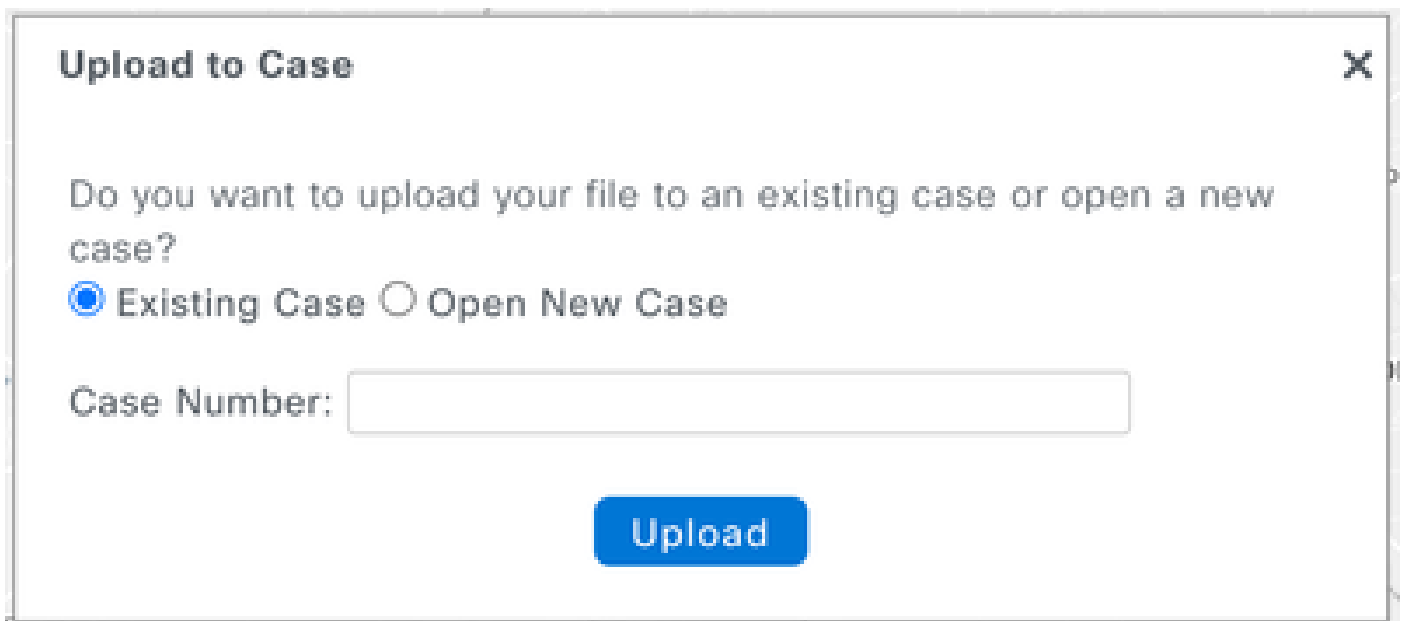 Upload to Case
Do you want to upload your file to an existing case or open a new
case?
Existing Case Open New Case
Case Number:
Upload